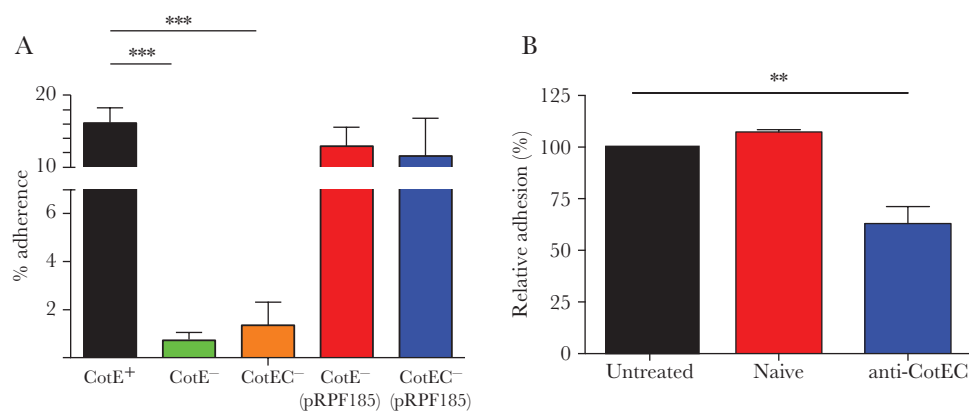 A
***
***
% adherence
20
10
6
4
2
CotE+
CotE−
CotEC−
CotE−
(pRPF185)
CotEC−
(pRPF185)
B
**
Relative adhesion (%)
125
100
75
50
25
0
Untreated
Naive
anti-CotEC